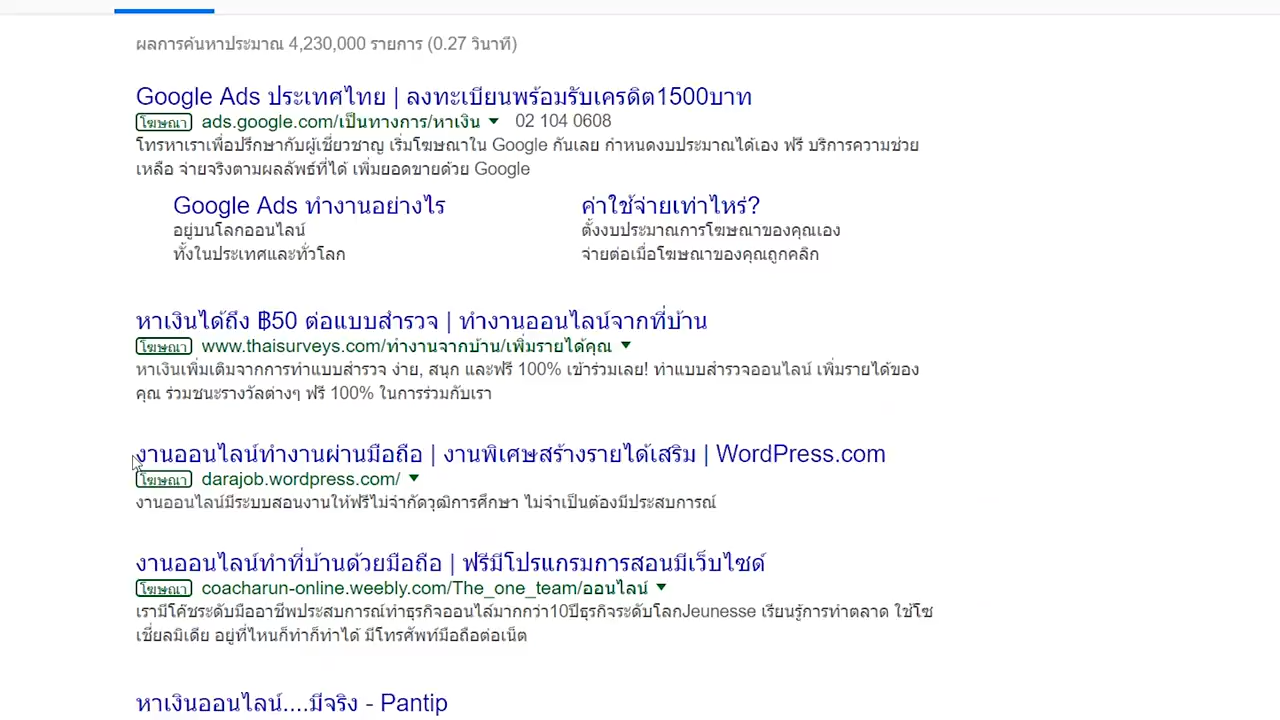 ผลการค้นหาประมาณ 4,230,000 รายการ (0.27 วินาที)
Google Ads ประเทศไทย | ลงทะเบียนพร้อมรับเครดิต1500บาท
โฆษณา ads.google.com/เป็นทางการ/หาเงิน ▼ 02 104 0608
โทรหาเราเพื่อปรึกษากับผู้เชี่ยวชาญ เริ่มโฆษณาใน Google กันเลย กำหนดงบประมาณได้เอง ฟรี บริการความช่วย
เหลือ จ่ายจริงตามผลลัพธ์ที่ได้ เพิ่มยอดขายด้วย Google
Google Ads ทำงานอย่างไร
อยู่บนโลกออนไลน์
ทั้งในประเทศและทั่วโลก
ค่าใช้จ่ายเท่าไหร่?
ตั้งงบประมาณการโฆษณาของคุณเอง
จ่ายต่อเมื่อโฆษณาของคุณถูกคลิก
หาเงินได้ถึง ฿50 ต่อแบบสำรวจ | ทำงานออนไลน์จากที่บ้าน
โฆษณา www.thaisurveys.com/ทำงานจากบ้าน/เพิ่มรายได้คุณ ▼
หาเงินเพิ่มเติมจากการทำแบบสำรวจ ง่าย, สนุก และฟรี 100% เข้าร่วมเลย! ทำแบบสำรวจออนไลน์ เพิ่มรายได้ของ
คุณ ร่วมชนะรางวัลต่างๆ ฟรี 100% ในการร่วมกับเรา
งานออนไลน์ทำงานผ่านมือถือ | งานพิเศษสร้างรายได้เสริม | WordPress.com
โฆษณา darajob.wordpress.com/ ▼
งานออนไลน์มีระบบสอนงานให้ฟรีไม่จำกัดวุฒิการศึกษา ไม่จำเป็นต้องมีประสบการณ์
งานออนไลน์ทำที่บ้านด้วยมือถือ | ฟรีมีโปรแกรมการสอนมีเว็บไซด์
โฆษณา coacharun-online.weebly.com/The_one_team/ออนไลน์ ▼
เรามีโค๊ชระดับมืออาชีพประสบการณ์ทำธุรกิจออนไล์มากกว่า10ปีธุรกิจระดับโลกJeunesse เรียนรู้การทำตลาด ใช้โซ
เชี่ยลมิเดีย อยู่ที่ไหนก็ทำก็ทำได้ มีโทรศัพท์มือถือต่อเน็ต
หาเงินออนไลน์....มีจริง - Pantip